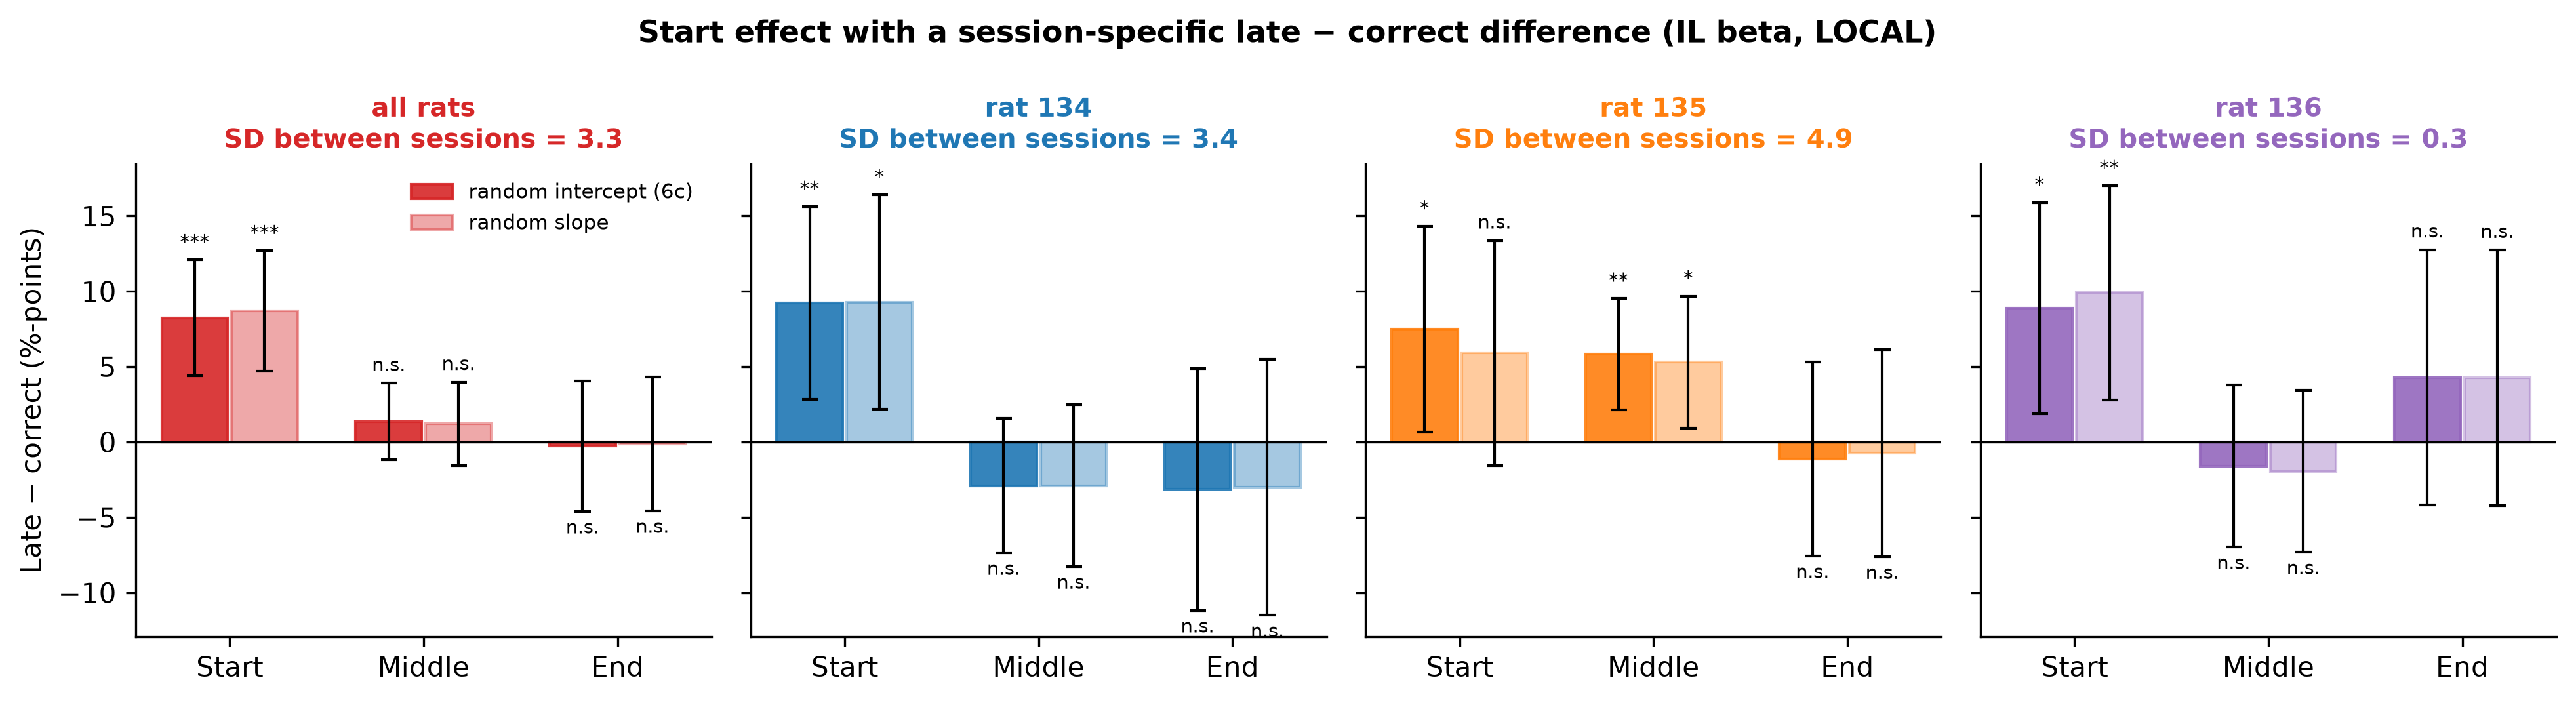 Start effect with a session-specific late − correct difference (IL beta, LOCAL)
all rats
SD between sessions = 3.3
rat 134
SD between sessions = 3.4
rat 135
SD between sessions = 4.9
rat 136
SD between sessions = 0.3
Late − correct (%-points)
15
10
5
0
−5
−10
random intercept (6c)
random slope
*** *** n.s. n.s. n.s. n.s.
** * n.s. n.s. n.s. n.s.
* n.s. ** * n.s. n.s.
* ** n.s. n.s. n.s. n.s.
Start Middle End
Start Middle End
Start Middle End
Start Middle End